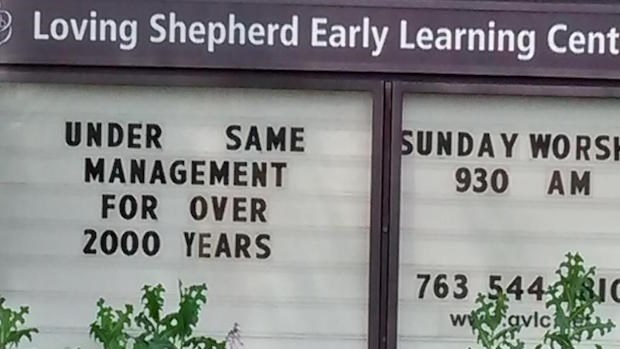 Loving Shepherd Early Learning Cent
UNDER SAME
MANAGEMENT
FOR OVER
2000 YEARS
SUNDAY WORSH
930 AM
763 544